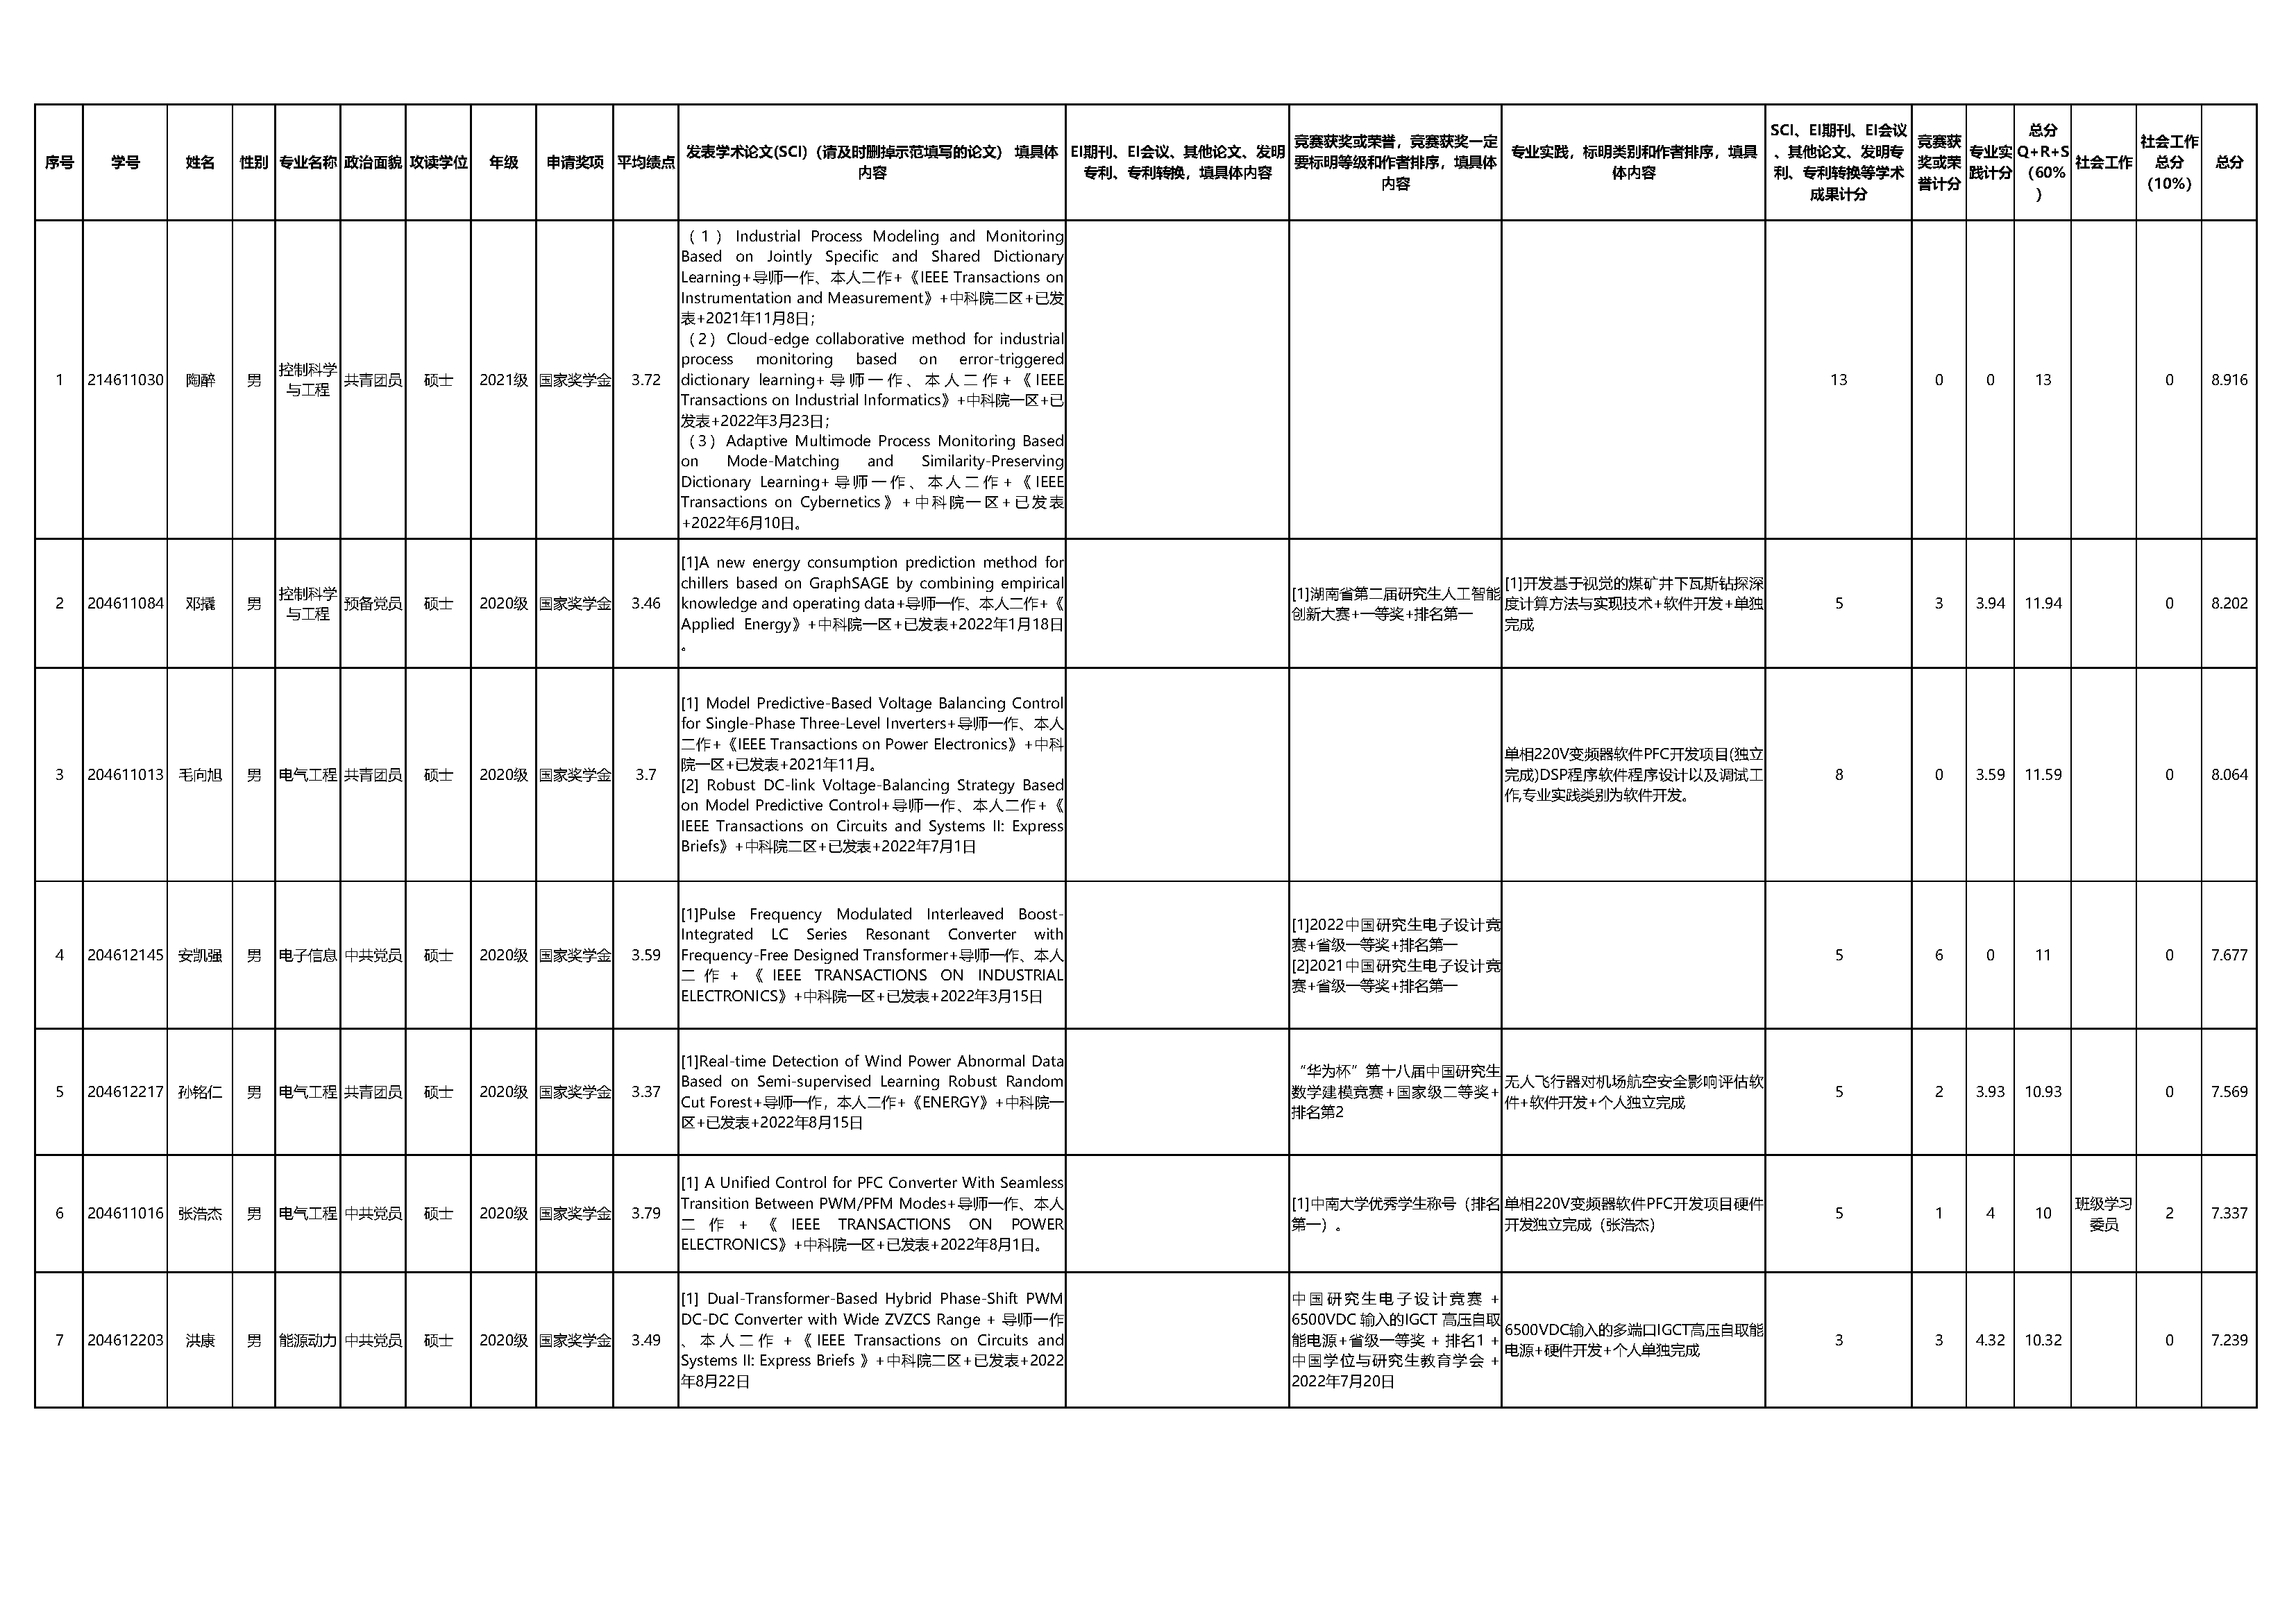 序号 学号 姓名 性别 专业名称 政治面貌 攻读学位 年级 申请奖项 平均绩点 发表学术论文(SCI)（请及时删掉示范填写的论文） 填具体
内容 EI期刊、EI会议、其他论文、发明
专利、专利转换，填具体内容 竞赛获奖或荣誉，竞赛获奖一定
要标明等级和作者排序，填具体
内容 专业实践，标明类别和作者排序，填具
体内容 SCI、EI期刊、EI会议
、其他论文、发明专
利、专利转换等学术
成果计分 竞赛获
奖或荣
誉计分 专业实
践计分 总分
Q+R+S
（60%
） 社会工作 社会工作
总分
（10%） 总分
1 214611030 陶醉 男 控制科学
与工程 共青团员 硕士 2021级 国家奖学金 3.72
（1）Industrial Process Modeling and Monitoring
Based on Jointly Specific and Shared Dictionary
Learning+导师一作、本人二作+《IEEE Transactions on
Instrumentation and Measurement》+中科院二区+已发
表+2021年11月8日；
（2）Cloud-edge collaborative method for industrial
process monitoring based on error-triggered
dictionary learning+导师一作、本人二作+《IEEE
Transactions on Industrial Informatics》+中科院一区+已
发表+2022年3月23日；
（3）Adaptive Multimode Process Monitoring Based
on Mode-Matching and Similarity-Preserving
Dictionary Learning+导师一作、本人二作+《IEEE
Transactions on Cybernetics》+中科院一区+已发表
+2022年6月10日。
13 0 0 13 0 8.916
2 204611084 邓撬 男 控制科学
与工程 预备党员 硕士 2020级 国家奖学金 3.46
[1]A new energy consumption prediction method for
chillers based on GraphSAGE by combining empirical
knowledge and operating data+导师一作、本人二作+《
Applied Energy》+中科院一区+已发表+2022年1月18日
。
[1]湖南省第二届研究生人工智能
创新大赛+一等奖+排名第一
[1]开发基于视觉的煤矿井下瓦斯钻探深
度计算方法与实现技术+软件开发+单独
完成
5 3 3.94 11.94 0 8.202
3 204611013 毛向旭 男 电气工程 共青团员 硕士 2020级 国家奖学金 3.7
[1] Model Predictive-Based Voltage Balancing Control
for Single-Phase Three-Level Inverters+导师一作、本人
二作+《IEEE Transactions on Power Electronics》+中科
院一区+已发表+2021年11月。
[2] Robust DC-link Voltage-Balancing Strategy Based
on Model Predictive Control+导师一作、本人二作+《
IEEE Transactions on Circuits and Systems II: Express
Briefs》+中科院二区+已发表+2022年7月1日
单相220V变频器软件PFC开发项目(独立
完成)DSP程序软件程序设计以及调试工
作,专业实践类别为软件开发。
8 0 3.59 11.59 0 8.064
4 204612145 安凯强 男 电子信息 中共党员 硕士 2020级 国家奖学金 3.59
[1]Pulse Frequency Modulated Interleaved Boost-
Integrated LC Series Resonant Converter with
Frequency-Free Designed Transformer+导师一作、本人
二作+《IEEE TRANSACTIONS ON INDUSTRIAL
ELECTRONICS》+中科院一区+已发表+2022年3月15日
[1]2022中国研究生电子设计竞
赛+省级一等奖+排名第一
[2]2021中国研究生电子设计竞
赛+省级一等奖+排名第一
5 6 0 11 0 7.677
5 204612217 孙铭仁 男 电气工程 共青团员 硕士 2020级 国家奖学金 3.37
[1]Real-time Detection of Wind Power Abnormal Data
Based on Semi-supervised Learning Robust Random
Cut Forest+导师一作，本人二作+《ENERGY》+中科院一
区+已发表+2022年8月15日
“华为杯”第十八届中国研究生
数学建模竞赛+国家级二等奖+
排名第2
无人飞行器对机场航空安全影响评估软
件+软件开发+个人独立完成
5 2 3.93 10.93 0 7.569
6 204611016 张浩杰 男 电气工程 中共党员 硕士 2020级 国家奖学金 3.79
[1] A Unified Control for PFC Converter With Seamless
Transition Between PWM/PFM Modes+导师一作、本人
二作+《IEEE TRANSACTIONS ON POWER
ELECTRONICS》+中科院一区+已发表+2022年8月1日。
[1]中南大学优秀学生称号（排名
第一）。
单相220V变频器软件PFC开发项目硬件
开发独立完成（张浩杰）
5 1 4 10 班级学习
委员 2 7.337
7 204612203 洪康 男 能源动力 中共党员 硕士 2020级 国家奖学金 3.49
[1] Dual-Transformer-Based Hybrid Phase-Shift PWM
DC-DC Converter with Wide ZVZCS Range + 导师一作
、本人二作 +《IEEE Transactions on Circuits and
Systems II: Express Briefs 》+中科院二区+已发表+2022
年8月22日
中国研究生电子设计竞赛 +
6500VDC 输入的IGCT 高压自取
能电源+省级一等奖 + 排名1 +
中国学位与研究生教育学会 +
2022年7月20日
6500VDC输入的多端口IGCT高压自取能
电源+硬件开发+个人单独完成
3 3 4.32 10.32 0 7.239